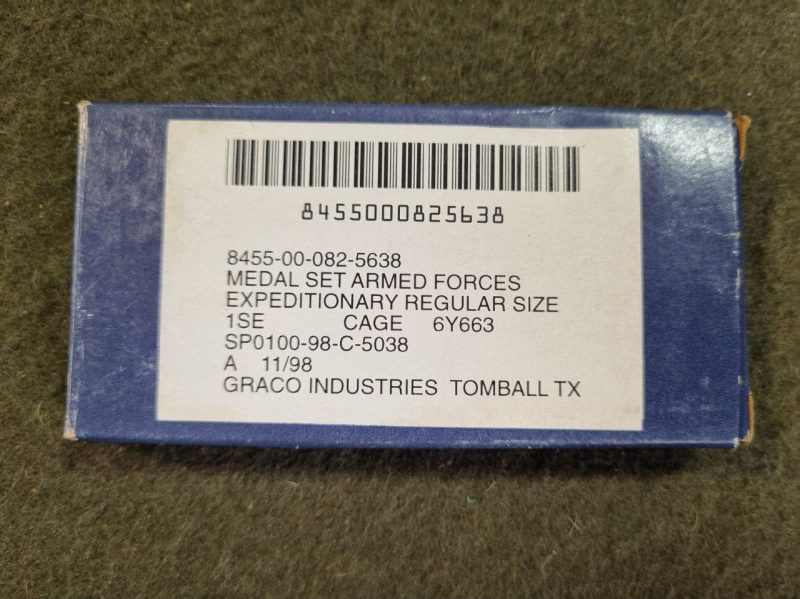 8455000825638
8455-00-082-5638
MEDAL SET ARMED FORCES
EXPEDITIONARY REGULAR SIZE
1SE CAGE 6Y663
SP0100-98-C-5038
A 11/98
GRACO INDUSTRIES TOMBALL TX